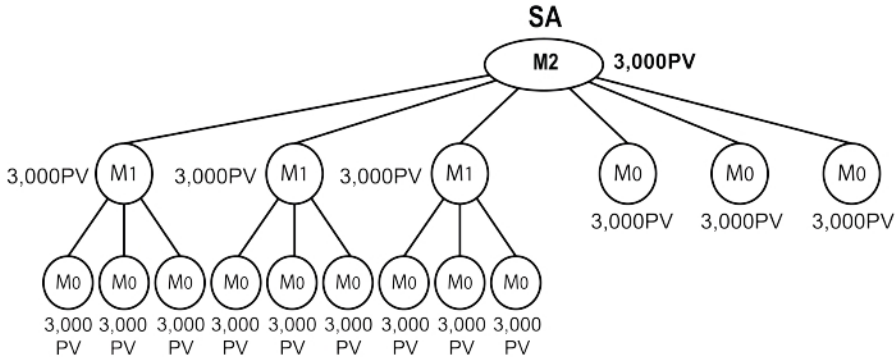 SA
M2 3,000PV
3,000PV M1 3,000PV M1 3,000PV M1 M0 M0 M0
3,000PV 3,000PV 3,000PV
M0 M0 M0 M0 M0 M0 M0 M0 M0
3,000 3,000 3,000 3,000 3,000 3,000 3,000 3,000 3,000
PV PV PV PV PV PV PV PV PV